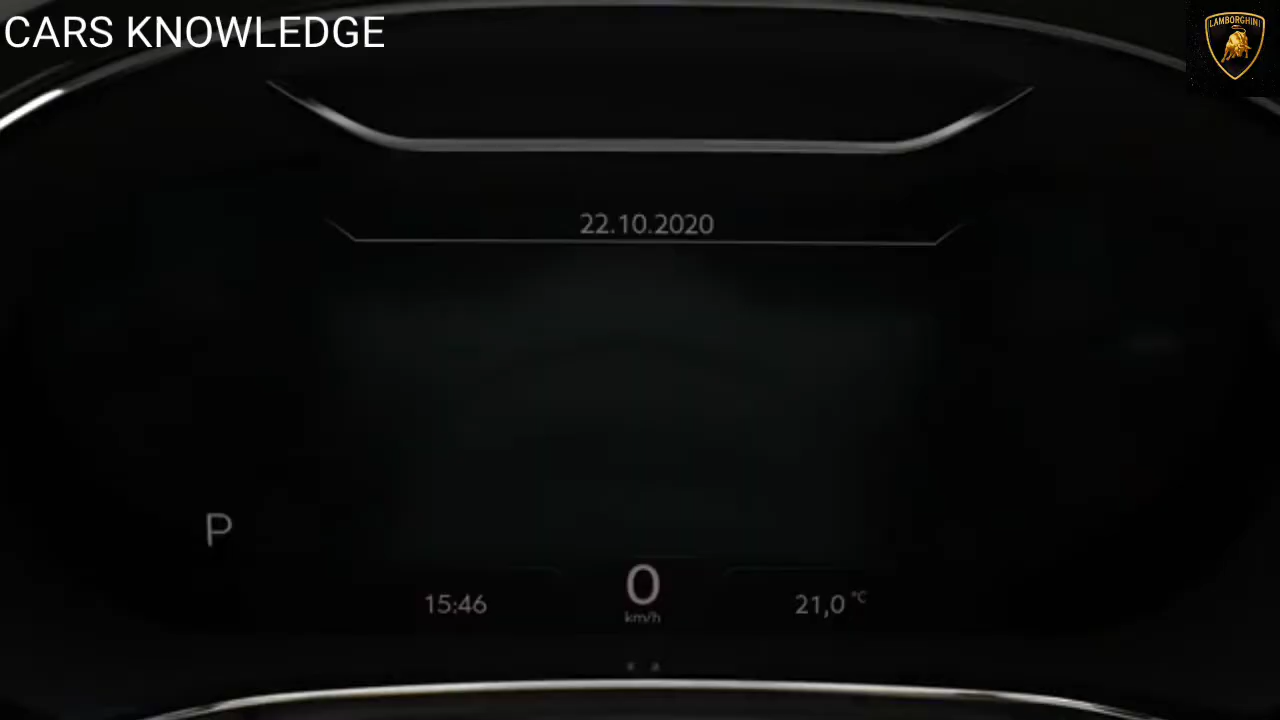 CARS KNOWLEDGE
LAMBORGHINI
22.10.2020
P
0
km/h
15:46
21,0 °C